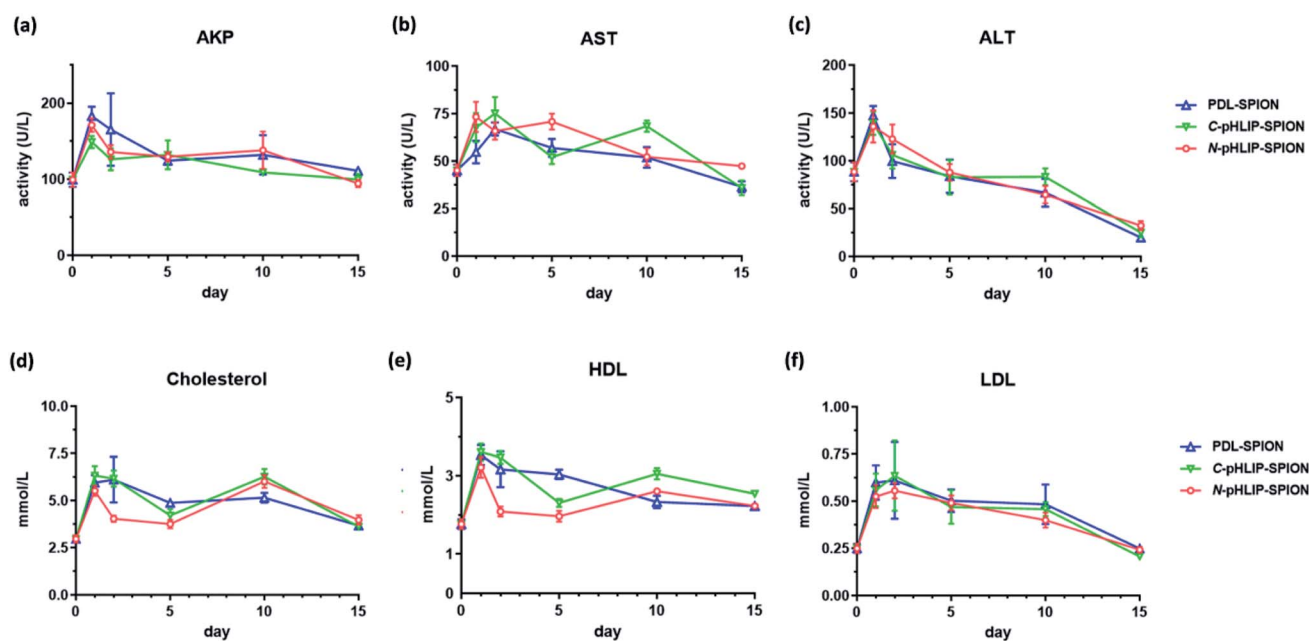 (a)
AKP
activity (U/L)
200
100
0
0
5
10
15
day
(b)
AST
activity (U/L)
100
75
50
25
0
0
5
10
15
day
(c)
ALT
activity (U/L)
200
150
100
50
0
0
5
10
15
day
PDL-SPION
C-pHLIP-SPION
N-pHLIP-SPION
(d)
Cholesterol
mmol/L
10.0
7.5
5.0
2.5
0.0
0
5
10
15
day
(e)
HDL
mmol/L
5
3
1
0
0
5
10
15
day
(f)
LDL
mmol/L
1.00
0.75
0.50
0.25
0.00
0
5
10
15
day
PDL-SPION
C-pHLIP-SPION
N-pHLIP-SPION